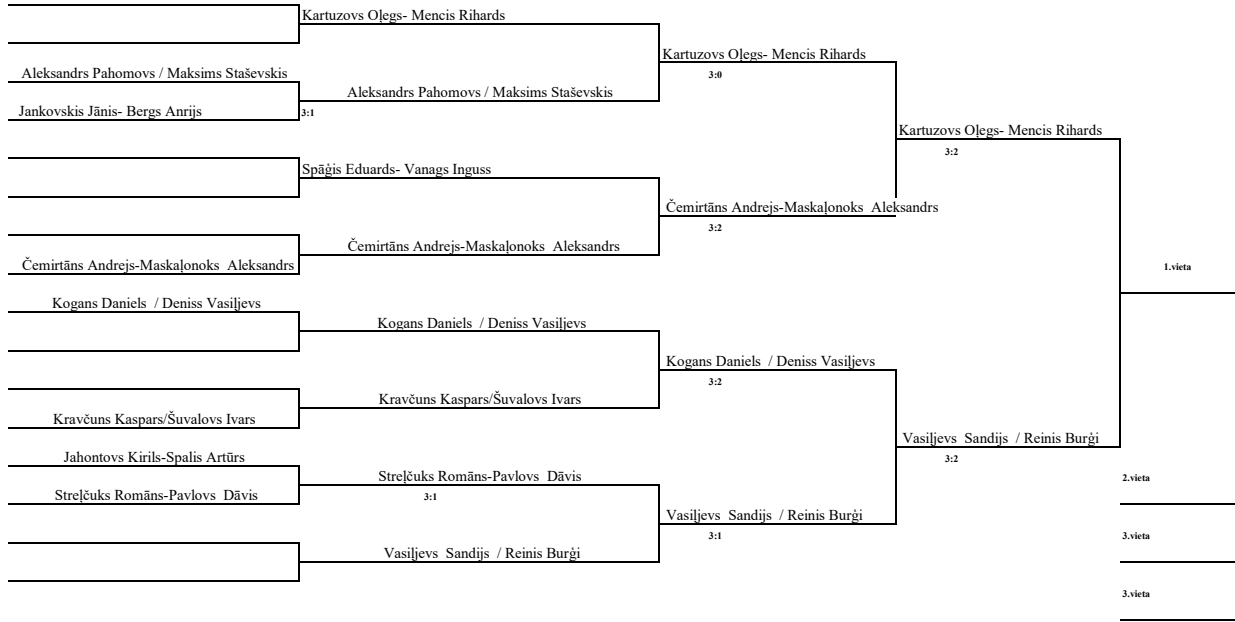 Kartuzovs Oļegs- Mencis Rihards
Kartuzovs Oļegs- Mencis Rihards
Aleksandrs Pahomovs / Maksims Staševskis
3:0
Aleksandrs Pahomovs / Maksims Staševskis
Jankovskis Jānis- Bergs Anrijs
3:1
Kartuzovs Oļegs- Mencis Rihards
3:2
Spāģis Eduards- Vanags Inguss
Čemirtāns Andrejs-Maskaļonoks Aleksandrs
3:2
Čemirtāns Andrejs-Maskaļonoks Aleksandrs
Čemirtāns Andrejs-Maskaļonoks Aleksandrs
1.vieta
Kogans Daniels / Deniss Vasiļjevs
Kogans Daniels / Deniss Vasiļjevs
Kogans Daniels / Deniss Vasiļjevs
3:2
Kravčuns Kaspars/Šuvalovs Ivars
Kravčuns Kaspars/Šuvalovs Ivars
Vasiļjevs Sandijs / Reinis Burģi
3:2
Jahontovs Kirils-Spalis Artūrs
Streļčuks Romāns-Pavlovs Dāvis
2.vieta
Streļčuks Romāns-Pavlovs Dāvis
3:1
Vasiļjevs Sandijs / Reinis Burģi
3:1
3.vieta
Vasiļjevs Sandijs / Reinis Burģi
3.vieta